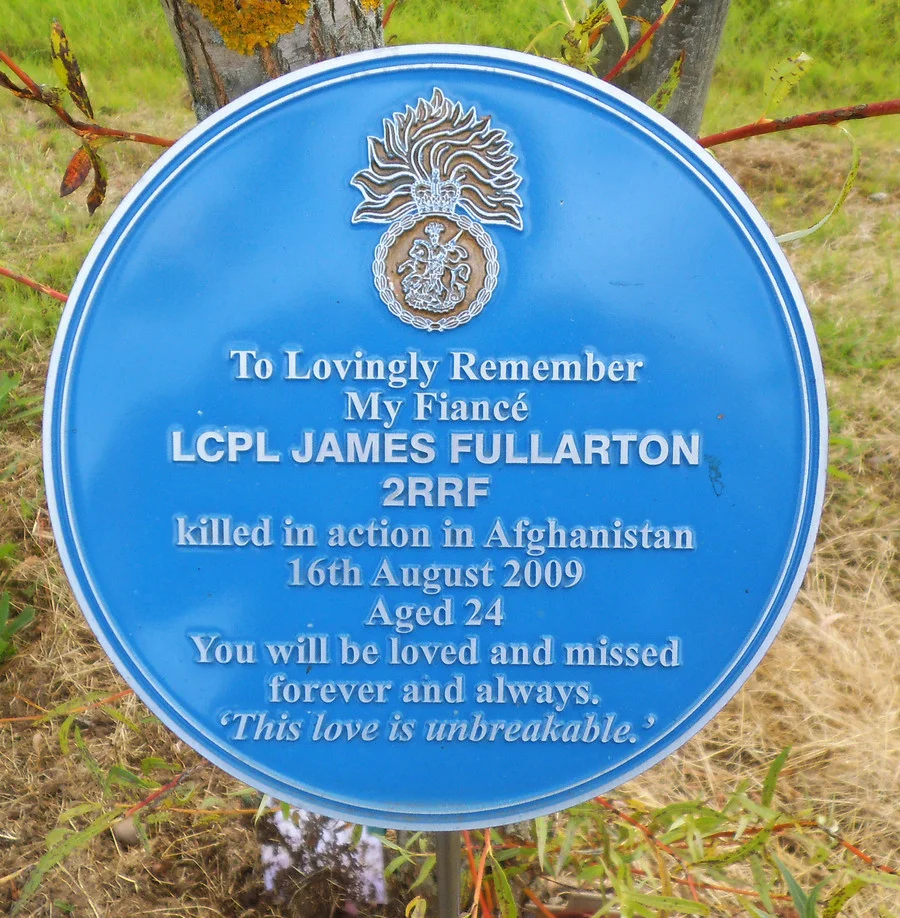 To Lovingly Remember
My Fiancé
LCPL JAMES FULLARTON
2RRF
killed in action in Afghanistan
16th August 2009
Aged 24
You will be loved and missed
forever and always.
‘This love is unbreakable.’